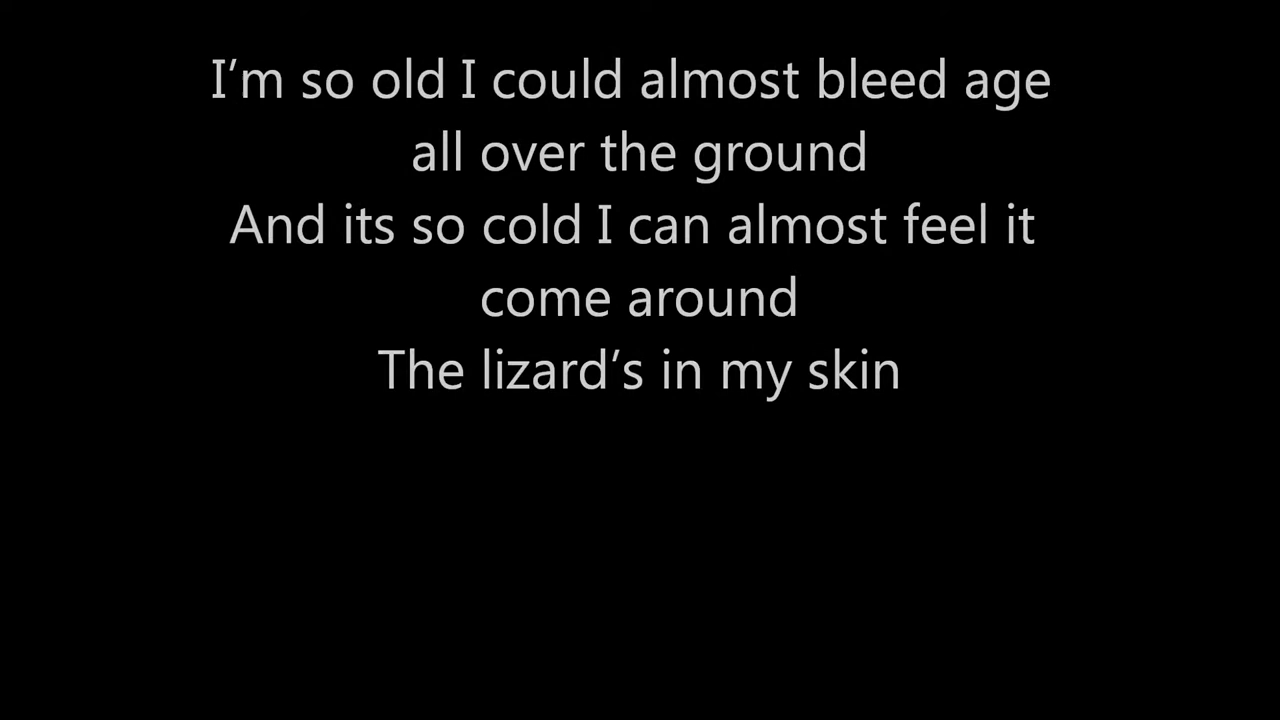 I’m so old I could almost bleed age
all over the ground
And its so cold I can almost feel it
come around
The lizard’s in my skin